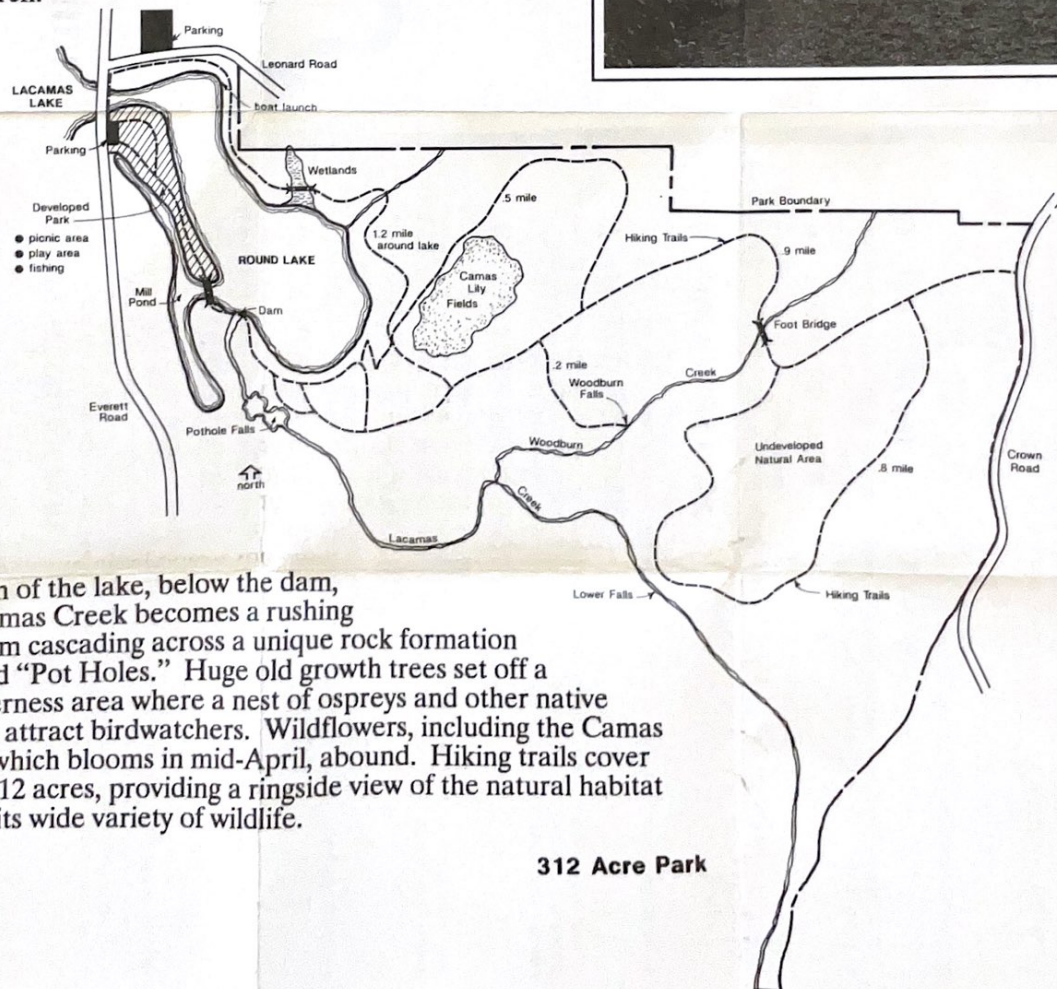 Parking
Leonard Road
LACAMAS
LAKE
boat launch
Parking
Wetlands
.5 mile
Developed
Park
● picnic area
● play area
● fishing
1.2 mile
around lake
Hiking Trails
Park Boundary
.9 mile
ROUND LAKE
Camas
Lily
Fields
Mill
Pond
Dam
Foot Bridge
.2 mile
Woodburn
Falls
Creek
Everett
Road
Pothole Falls
Woodburn
Undeveloped
Natural Area
.8 mile
Crown
Road
north
Creek
Lacamas
Lower Falls
Hiking Trails
of the lake, below the dam,
mas Creek becomes a rushing
m cascading across a unique rock formation
d “Pot Holes.” Huge old growth trees set off a
rness area where a nest of ospreys and other native
attract birdwatchers. Wildflowers, including the Camas
which blooms in mid-April, abound. Hiking trails cover
12 acres, providing a ringside view of the natural habitat
its wide variety of wildlife.
312 Acre Park